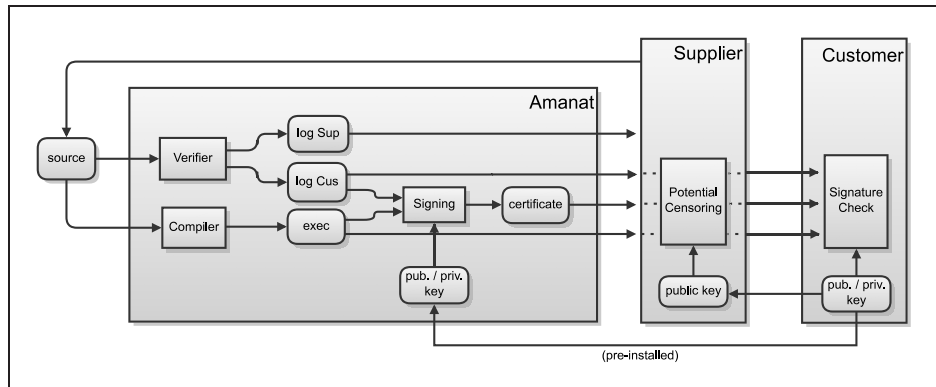 Supplier
Customer
Amanat
source
Verifier
log Sup
log Cus
Compiler
exec
Signing
certificate
pub. / priv.
key
Potential
Censoring
public key
Signature
Check
pub. / priv.
key
(pre-installed)